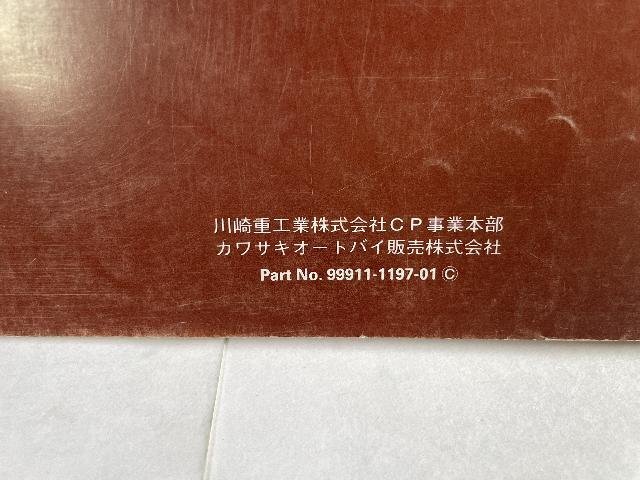 川崎重工業株式会社CP事業本部
カワサキオートバイ販売株式会社
Part No. 99911-1197-01 ©